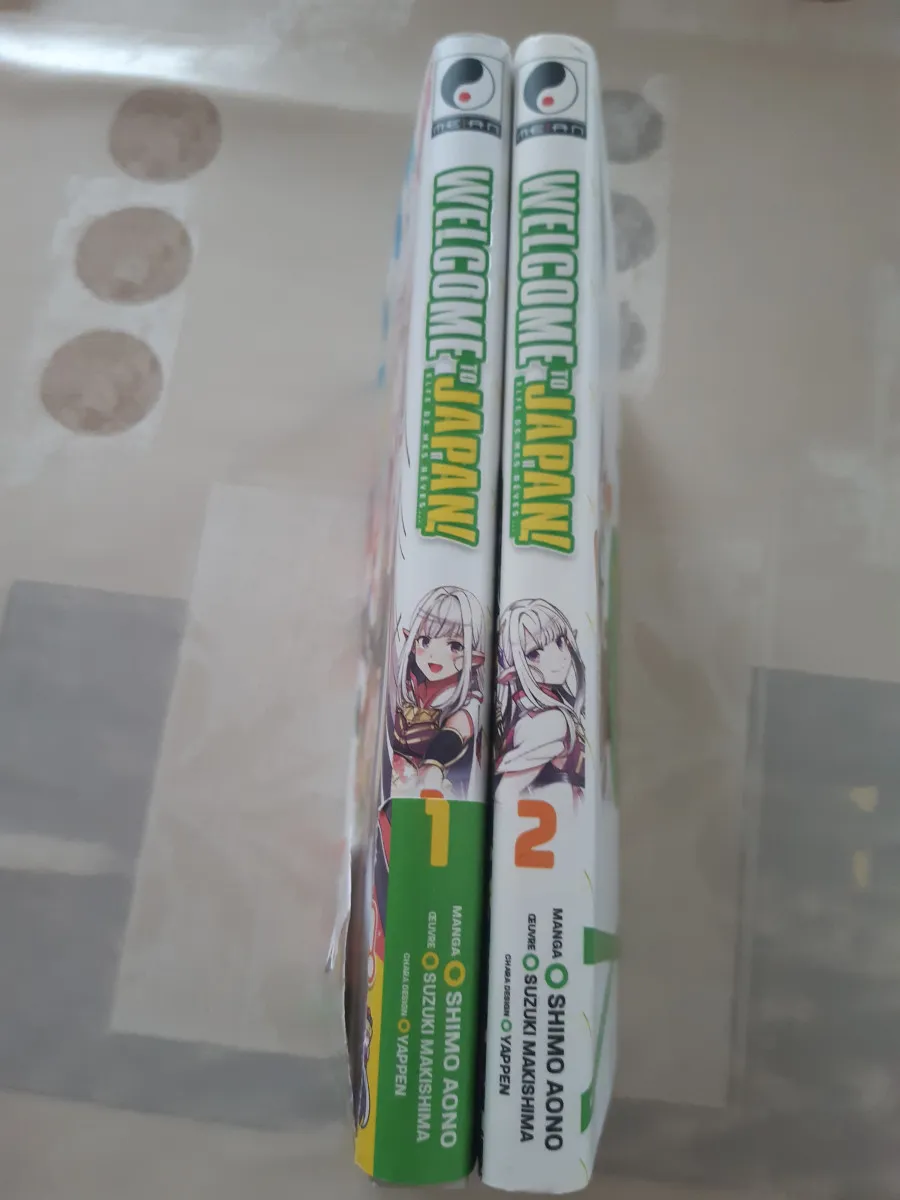 MEIAN
WELCOME
TO
JAPAN!
ELFE DE MES RÊVES...
1
MANGA SHIMO AONO
ŒUVRE SUZUKI MAKISHIMA
CHARA DESIGN YAPPEN
MEIAN
WELCOME
TO
JAPAN!
ELFE DE MES RÊVES...
2
MANGA SHIMO AONO
ŒUVRE SUZUKI MAKISHIMA
CHARA DESIGN YAPPEN